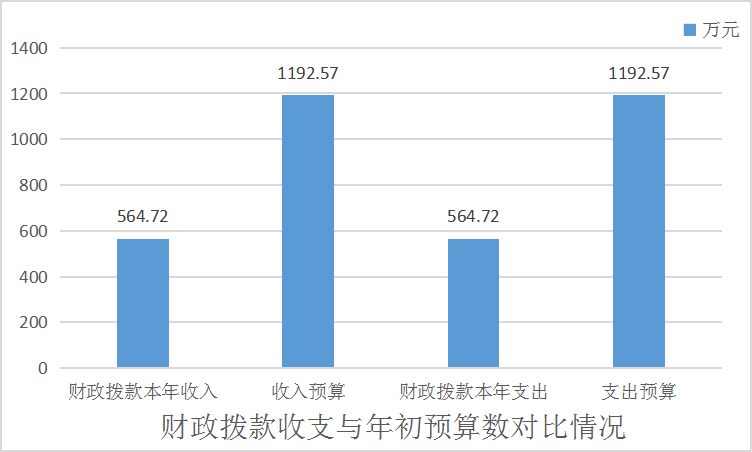 万元
1400
1200
1000
800
600
400
200
0
564.72
1192.57
564.72
1192.57
财政拨款本年收入
收入预算
财政拨款本年支出
支出预算
财政拨款收支与年初预算数对比情况